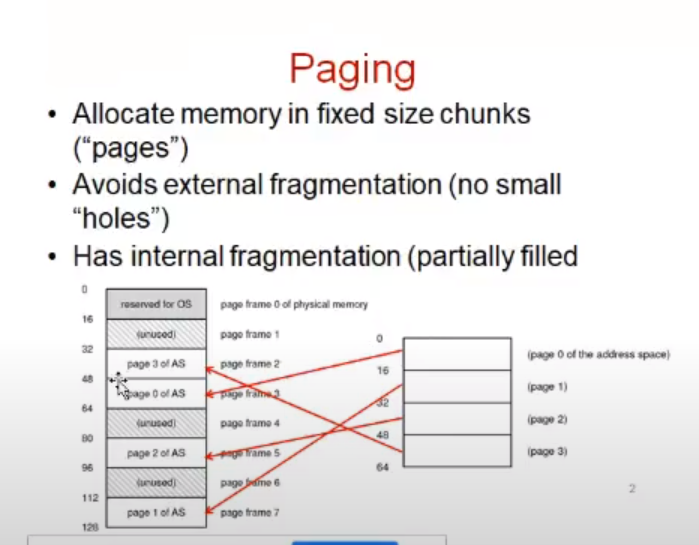 Paging
• Allocate memory in fixed size chunks
("pages")
• Avoids external fragmentation (no small
"holes")
• Has internal fragmentation (partially filled
0
reserved for OS page frame 0 of physical memory
16
(unused) page frame 1
32
page 3 of AS page frame 2
48
page 0 of AS page frame 3
64
(unused) page frame 4
80
page 2 of AS page frame 5
96
(unused) page frame 6
112
page 1 of AS page frame 7
128
0
(page 0 of the address space)
16
(page 1)
32
(page 2)
48
(page 3)
64
2